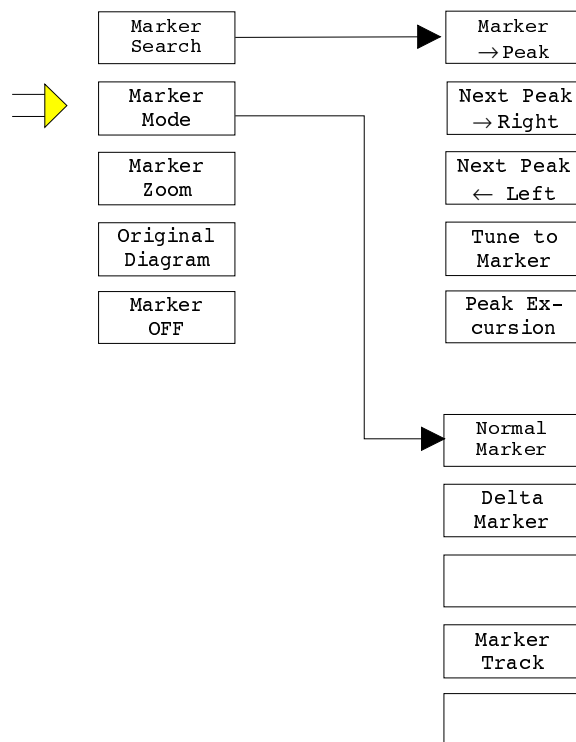 Marker
Search
Marker
Mode
Marker
Zoom
Original
Diagram
Marker
OFF
Marker
→Peak
Next Peak
→Right
Next Peak
← Left
Tune to
Marker
Peak Ex-
cursion
Normal
Marker
Delta
Marker
Marker
Track